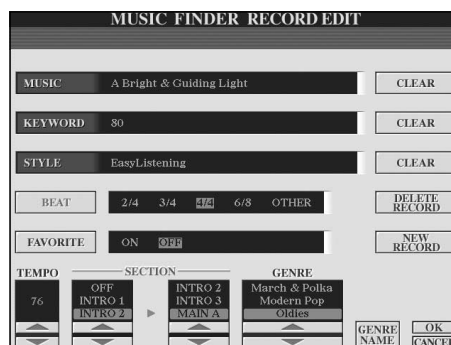 MUSIC FINDER RECORD EDIT
MUSIC A Bright & Guiding Light CLEAR
KEYWORD 80 CLEAR
STYLE EasyListening CLEAR
BEAT 2/4 3/4 4/4 6/8 OTHER DELETE RECORD
FAVORITE ON OFF NEW RECORD
TEMPO SECTION GENRE
OFF INTRO 2 March & Polka
76 INTRO 1 INTRO 3 Modern Pop
INTRO 2 MAIN A Oldies
GENRE NAME OK
CANCEL